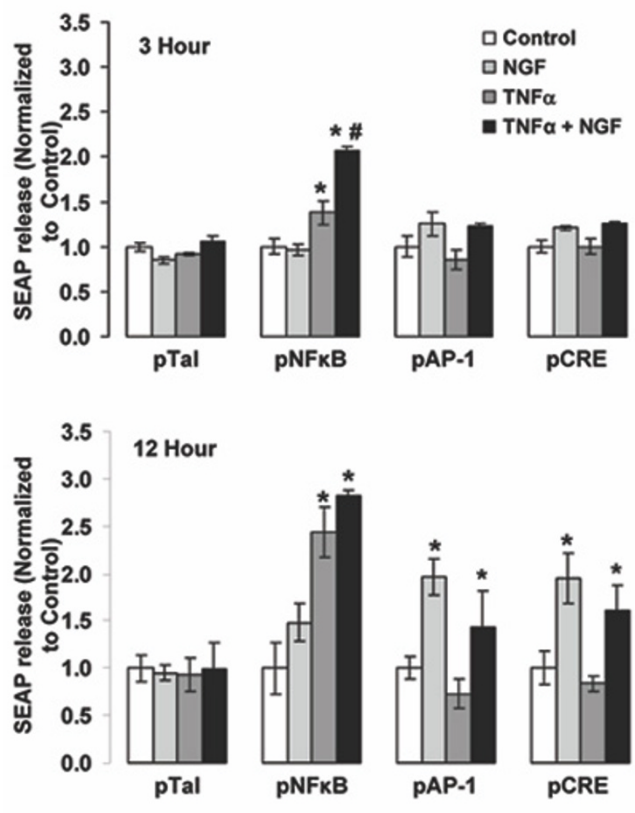 3.5
3 Hour
Control
3.0
NGF
2.5
TNFα
* #
TNFα + NGF
2.0
*
1.5
1.0
0.5
0.0
SEAP release (Normalized
to Control)
pTal pNFκB pAP-1 pCRE
3.5
12 Hour
3.0
* *
2.5
2.0
* * * *
1.5
1.0
0.5
0.0
SEAP release (Normalized
to Control)
pTal pNFκB pAP-1 pCRE